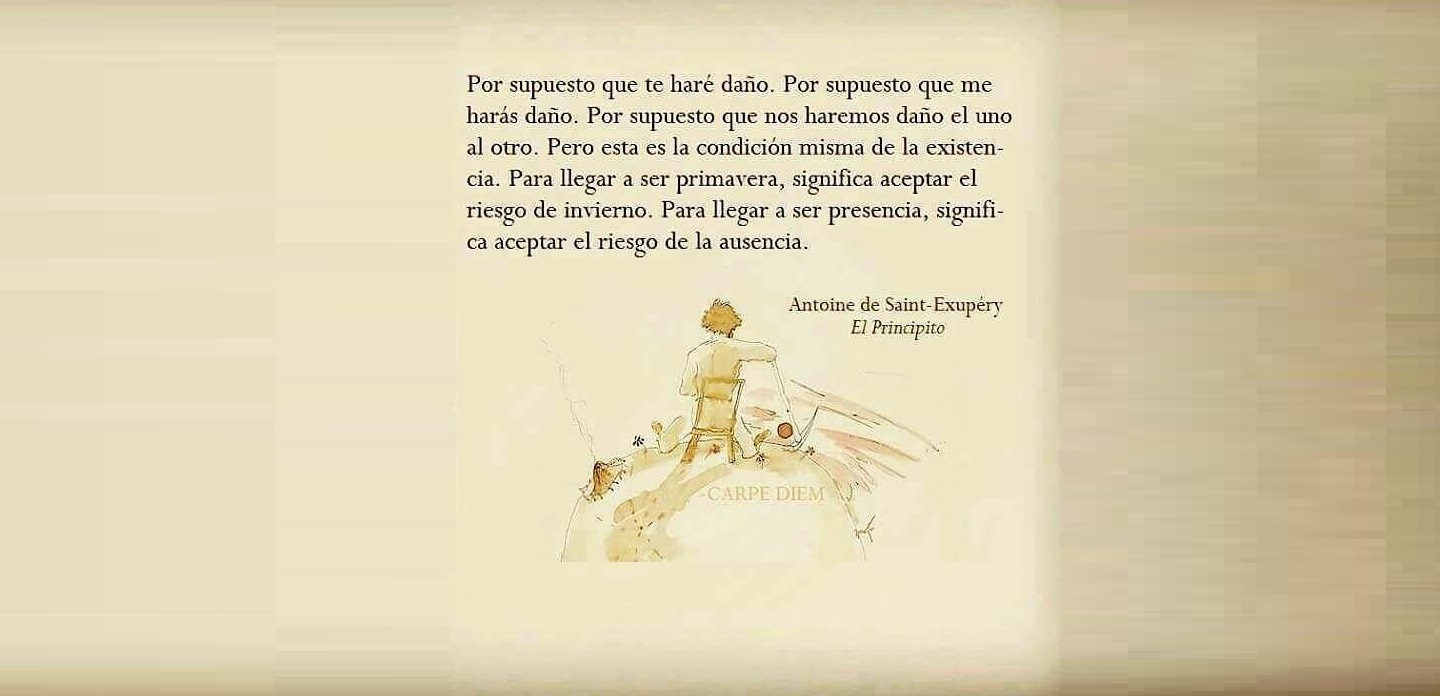 Por supuesto que te haré daño. Por supuesto que me
harás daño. Por supuesto que nos haremos daño el uno
al otro. Pero esta es la condición misma de la existen-
cia. Para llegar a ser primavera, significa aceptar el
riesgo de invierno. Para llegar a ser presencia, signifi-
ca aceptar el riesgo de la ausencia.
Antoine de Saint-Exupéry
El Principito
-CARPE DIEM